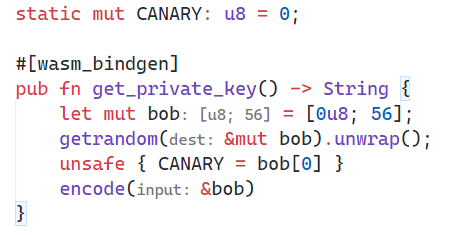 static mut CANARY: u8 = 0;
#[wasm_bindgen]
pub fn get_private_key() -> String {
    let mut bob: [u8; 56] = [0u8; 56];
    getrandom(dest: &mut bob).unwrap();
    unsafe { CANARY = bob[0] }
    encode(input: &bob)
}